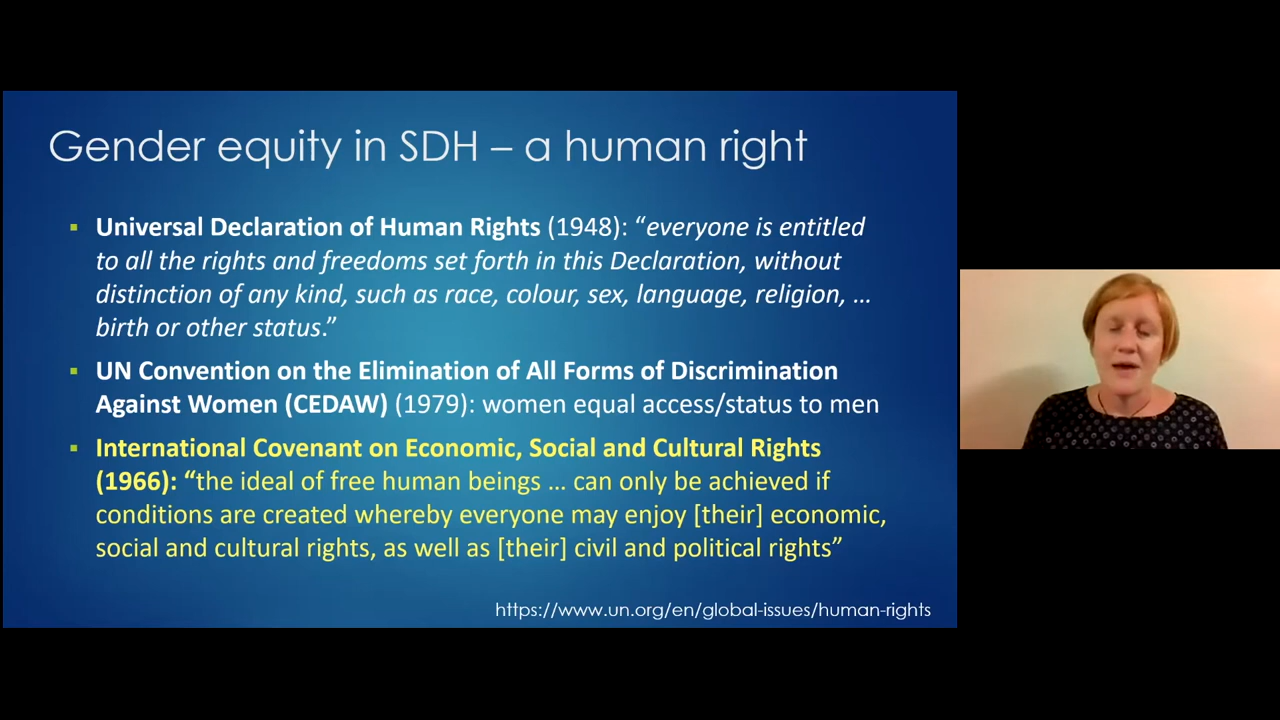 Gender equity in SDH – a human right
▪ Universal Declaration of Human Rights (1948): “everyone is entitled
to all the rights and freedoms set forth in this Declaration, without
distinction of any kind, such as race, colour, sex, language, religion, …
birth or other status.”
▪ UN Convention on the Elimination of All Forms of Discrimination
Against Women (CEDAW) (1979): women equal access/status to men
▪ International Covenant on Economic, Social and Cultural Rights
(1966): “the ideal of free human beings … can only be achieved if
conditions are created whereby everyone may enjoy [their] economic,
social and cultural rights, as well as [their] civil and political rights”
https://www.un.org/en/global-issues/human-rights